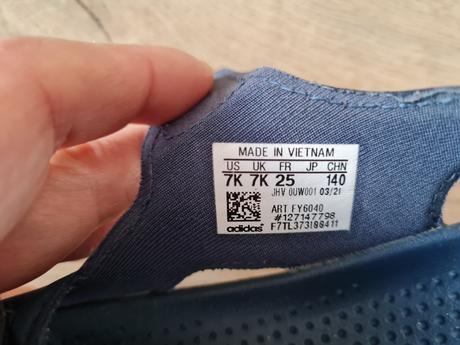 MADE IN VIETNAM
US UK FR JP CHN
7K 7K 25 140
JHV 0UW001 03/21
ART FY6040
#127147798
adidas F7TL373I88411